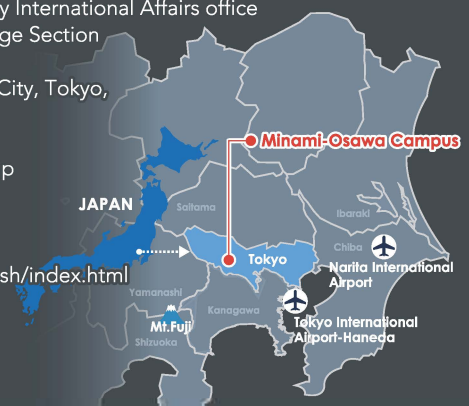 y International Affairs office
ge Section
City, Tokyo,
p
sh/index.html
Minami-Osawa Campus
JAPAN
Saitama
Ibaraki
Tokyo
Chiba
Narita International
Airport
Yamanashi
Kanagawa
Mt.Fuji
Tokyo International
Airport-Haneda
Shizuoka